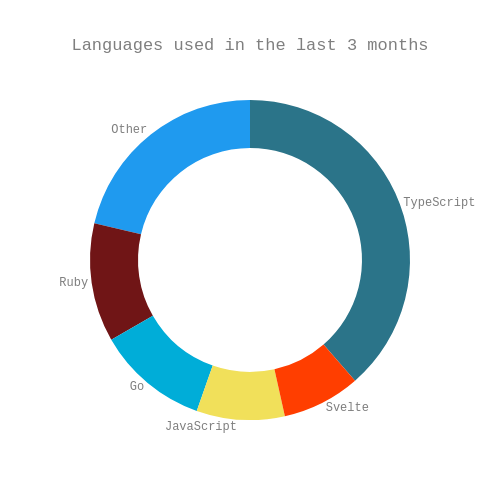 Languages used in the last 3 months
Other
TypeScript
Ruby
Go
Svelte
JavaScript